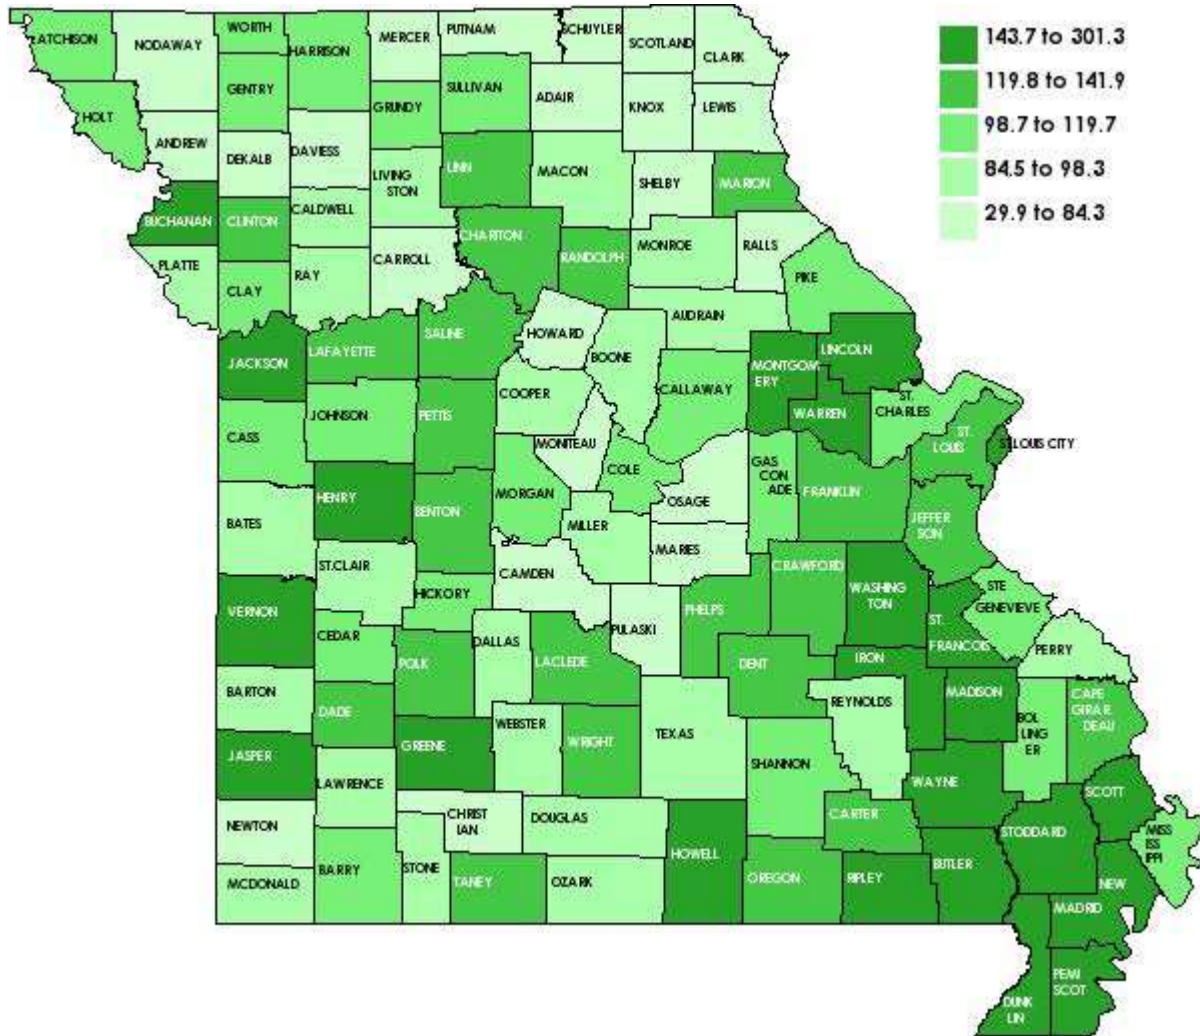 ATCHISON
NODAWAY
WORTH
HARRISON
MERCER
PUTNAM
SCHUYLER
SCOTLAND
CLARK
143.7 to 301.3
119.8 to 141.9
98.7 to 119.7
84.5 to 98.3
29.9 to 84.3
HOLT
GENTRY
GRUNDY
SULLIVAN
ADAIR
KNOX
LEWIS
ANDREW
DEKALB
DAVIESS
LIVING
STON
LINN
MACON
SHELBY
MARION
BUCHANAN
CLINTON
CALDWELL
CHARITON
RANDOLPH
MONROE
RALLS
PLATTE
CLAY
RAY
CARROLL
PIKE
AUDRAIN
JACKSON
LAFAYETTE
SALINE
HOWARD
BOONE
MONTGOM
ERY
LINCOLN
CASS
JOHNSON
PETTIS
COOPER
CALLAWAY
WARREN
ST.
CHARLES
MONITEAU
COLE
ST.
LOUIS
ST.LOUIS CITY
GAS
CON
ADE
FRANKLIN
BATES
HENRY
BENTON
MORGAN
MILLER
OSAGE
JEFFER
SON
MARIES
ST.CLAIR
HICKORY
CAMDEN
CRAWFORD
WASHING
TON
STE
GENEVIEVE
VERNON
CEDAR
POLK
DALLAS
LACLEDE
PULASKI
PHELPS
DENT
IRON
ST.
FRANCOIS
PERRY
BARTON
DADE
WEBSTER
WRIGHT
TEXAS
REYNOLDS
MADISON
BOL
LINGER
ER
CAPE
GIRAR
DEAU
JASPER
GREENE
LAWRENCE
SHANNON
WAYNE
SCOTT
NEWTON
CHRIST
IAN
DOUGLAS
CARTER
STODDARD
MISS
ISS
IPPI
MCDONALD
BARRY
STONE
TANEY
OZARK
HOWELL
OREGON
RIPLEY
BUTLER
NEW
MADRID
PEMI
SCOT
DUNK
LIN